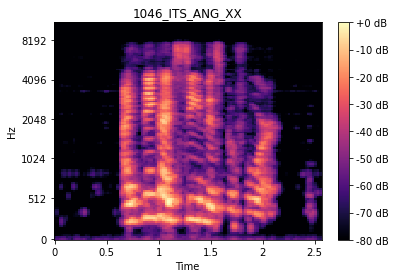 1046_ITS_ANG_XX
+0 dB
8192
-10 dB
4096
-20 dB
-30 dB
2048
Hz
-40 dB
1024
-50 dB
512
-60 dB
-70 dB
0
-80 dB
0 0.5 1 1.5 2 2.5
Time